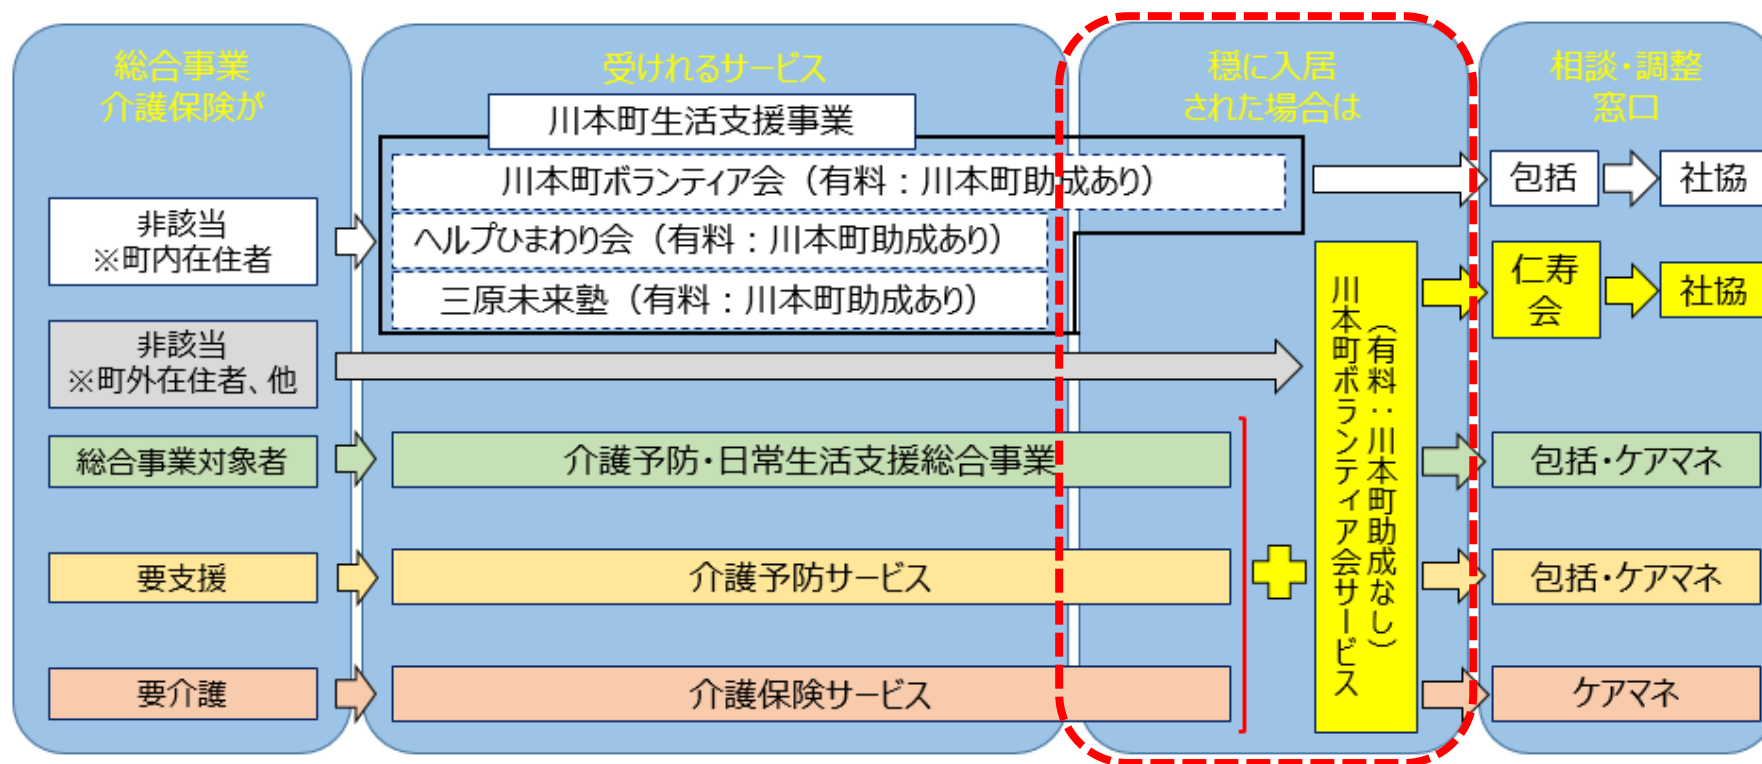 総合事業
介護保険が
受けれるサービス
穏に入居
された場合は
相談・調整
窓口
川本町生活支援事業
川本町ボランティア会（有料：川本町助成あり）
ヘルプひまわり会（有料：川本町助成あり）
三原未来塾（有料：川本町助成あり）
非該当
※町内在住者
包括
社協
仁寿
会
社協
非該当
※町外在住者、他
川本町ボランティア会サービス
（有料：川本町助成なし）
総合事業対象者
介護予防・日常生活支援総合事業
包括・ケアマネ
要支援
介護予防サービス
包括・ケアマネ
要介護
介護保険サービス
ケアマネ